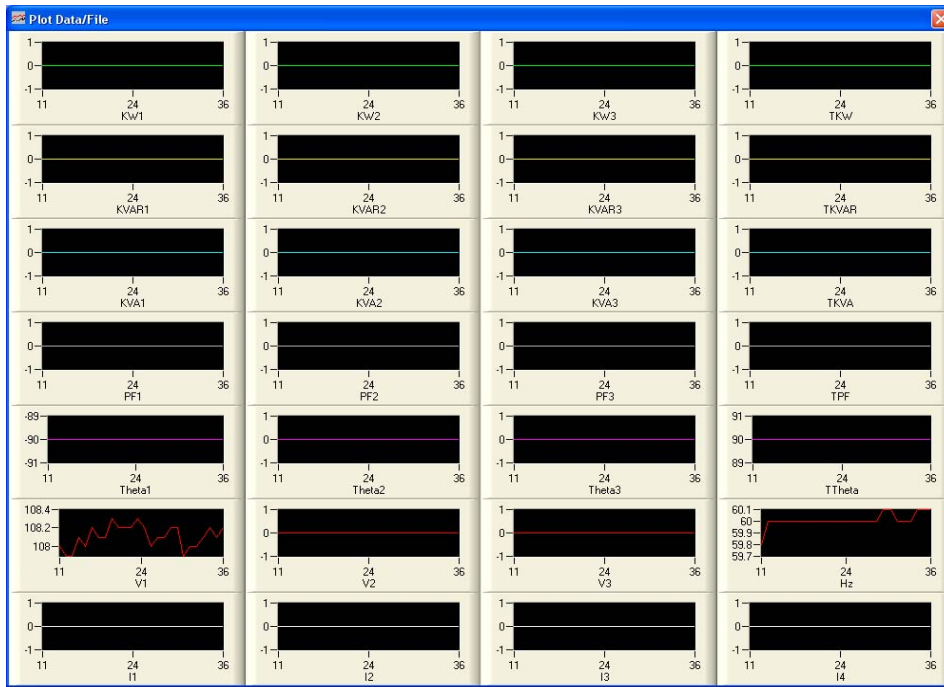 Plot Data/File
1 1 1 1
0 0 0 0
-1 -1 -1 -1
11 24 36 11 24 36 11 24 36 11 24 36
KW1 KW2 KW3 TKW
1 1 1 1
0 0 0 0
-1 -1 -1 -1
11 24 36 11 24 36 11 24 36 11 24 36
KVAR1 KVAR2 KVAR3 TKVAR
1 1 1 1
0 0 0 0
-1 -1 -1 -1
11 24 36 11 24 36 11 24 36 11 24 36
KVA1 KVA2 KVA3 TKVA
1 1 1 1
0 0 0 0
-1 -1 -1 -1
11 24 36 11 24 36 11 24 36 11 24 36
PF1 PF2 PF3 TPF
-89 1 1 91
-90 0 0 90
-91 -1 -1 89
11 24 36 11 24 36 11 24 36 11 24 36
Theta1 Theta2 Theta3 TTheta
108.4 1 1 60.1
108.2 0 0 60
108 59.9
59.8
-1 -1 59.7
11 24 36 11 24 36 11 24 36 11 24 36
V1 V2 V3 Hz
1 1 1 1
0 0 0 0
-1 -1 -1 -1
11 24 36 11 24 36 11 24 36 11 24 36
I1 I2 I3 I4